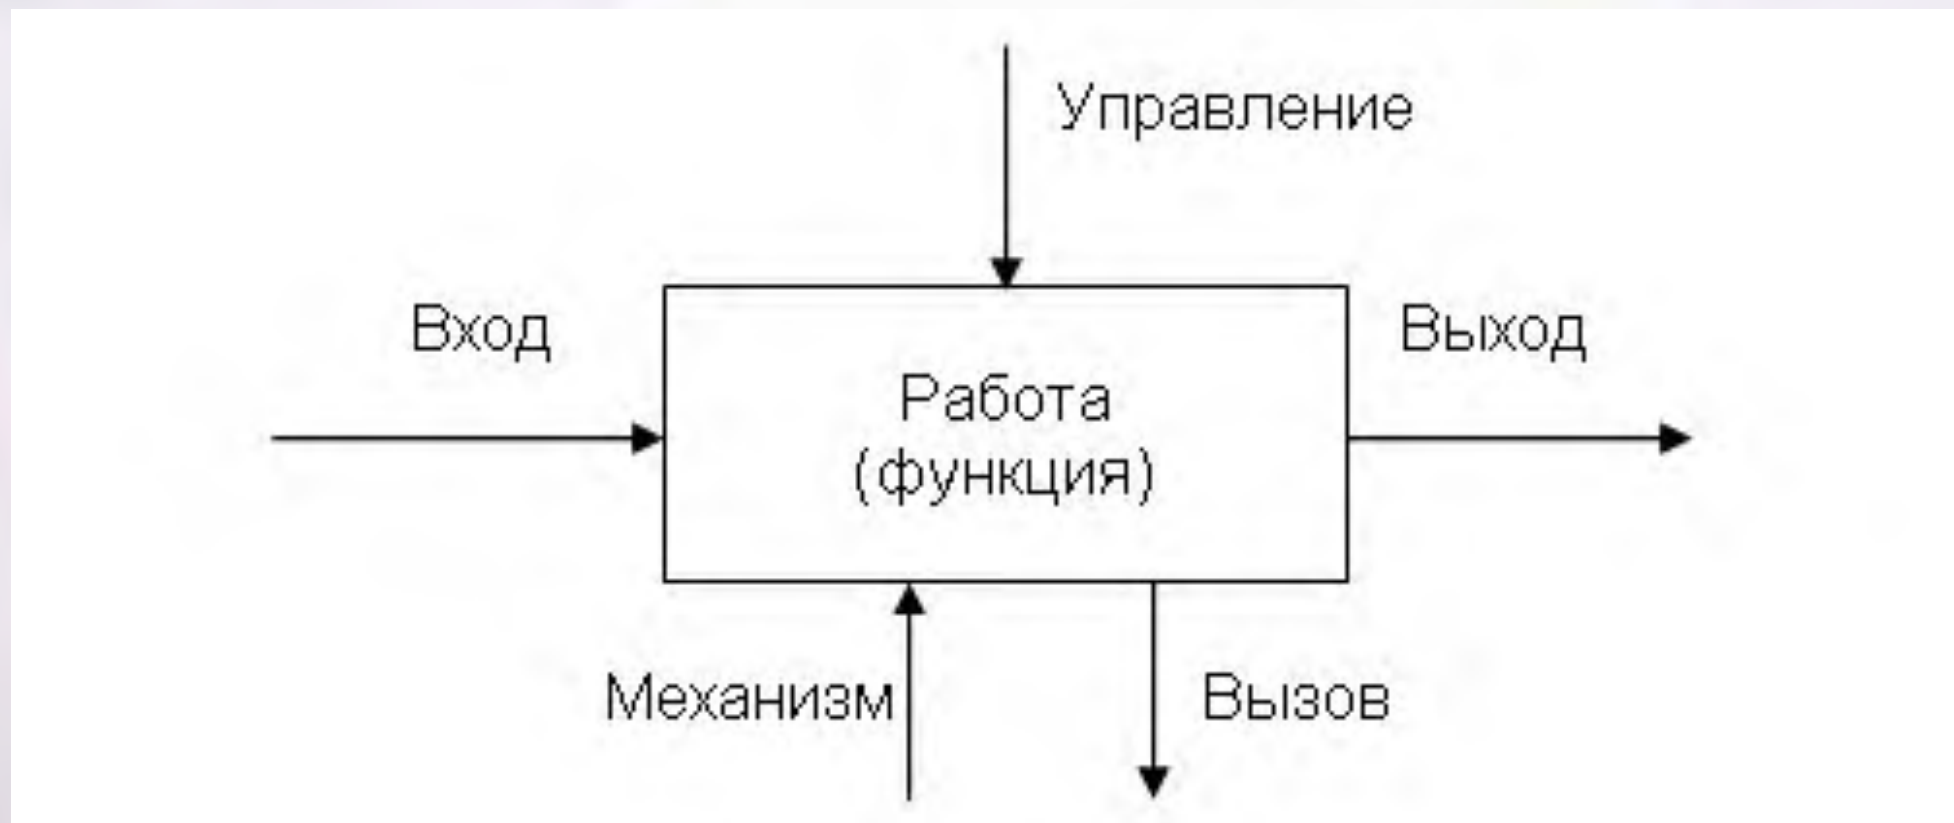 Управление
Вход
Выход
Работа
(функция)
Механизм
Вызов